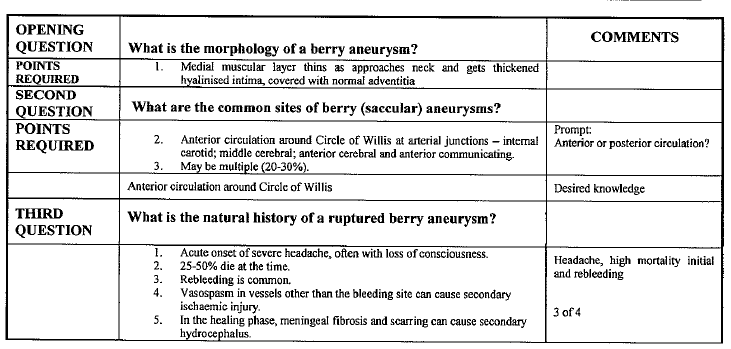 OPENING QUESTION
What is the morphology of a berry aneurysm?
COMMENTS
POINTS REQUIRED
1. Medial muscular layer thins as approaches neck and gets thickened
hyalinised intima, covered with normal adventitia
SECOND QUESTION
What are the common sites of berry (saccular) aneurysms?
POINTS REQUIRED
2. Anterior circulation around Circle of Willis at arterial junctions – internal
carotid; middle cerebral; anterior cerebral and anterior communicating.
3. May be multiple (20-30%).
Prompt:
Anterior or posterior circulation?
Anterior circulation around Circle of Willis
Desired knowledge
THIRD QUESTION
What is the natural history of a ruptured berry aneurysm?
1. Acute onset of severe headache, often with loss of consciousness.
2. 25-50% die at the time.
3. Rebleeding is common.
4. Vasospasm in vessels other than the bleeding site can cause secondary
ischaemic injury.
5. In the healing phase, meningeal fibrosis and scarring can cause secondary
hydrocephalus.
Headache, high mortality initial
and rebleeding
3 of 4